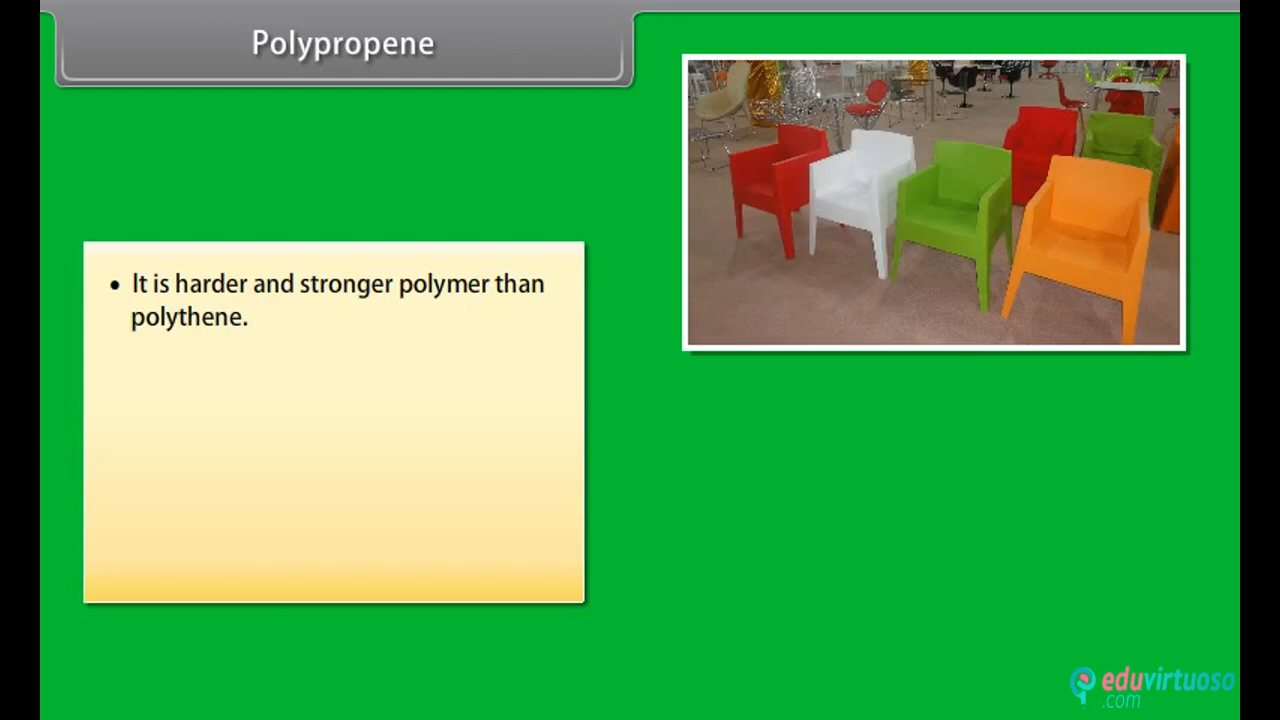 Polypropene
• It is harder and stronger polymer than
polythene.
eduvirtuoso
.com